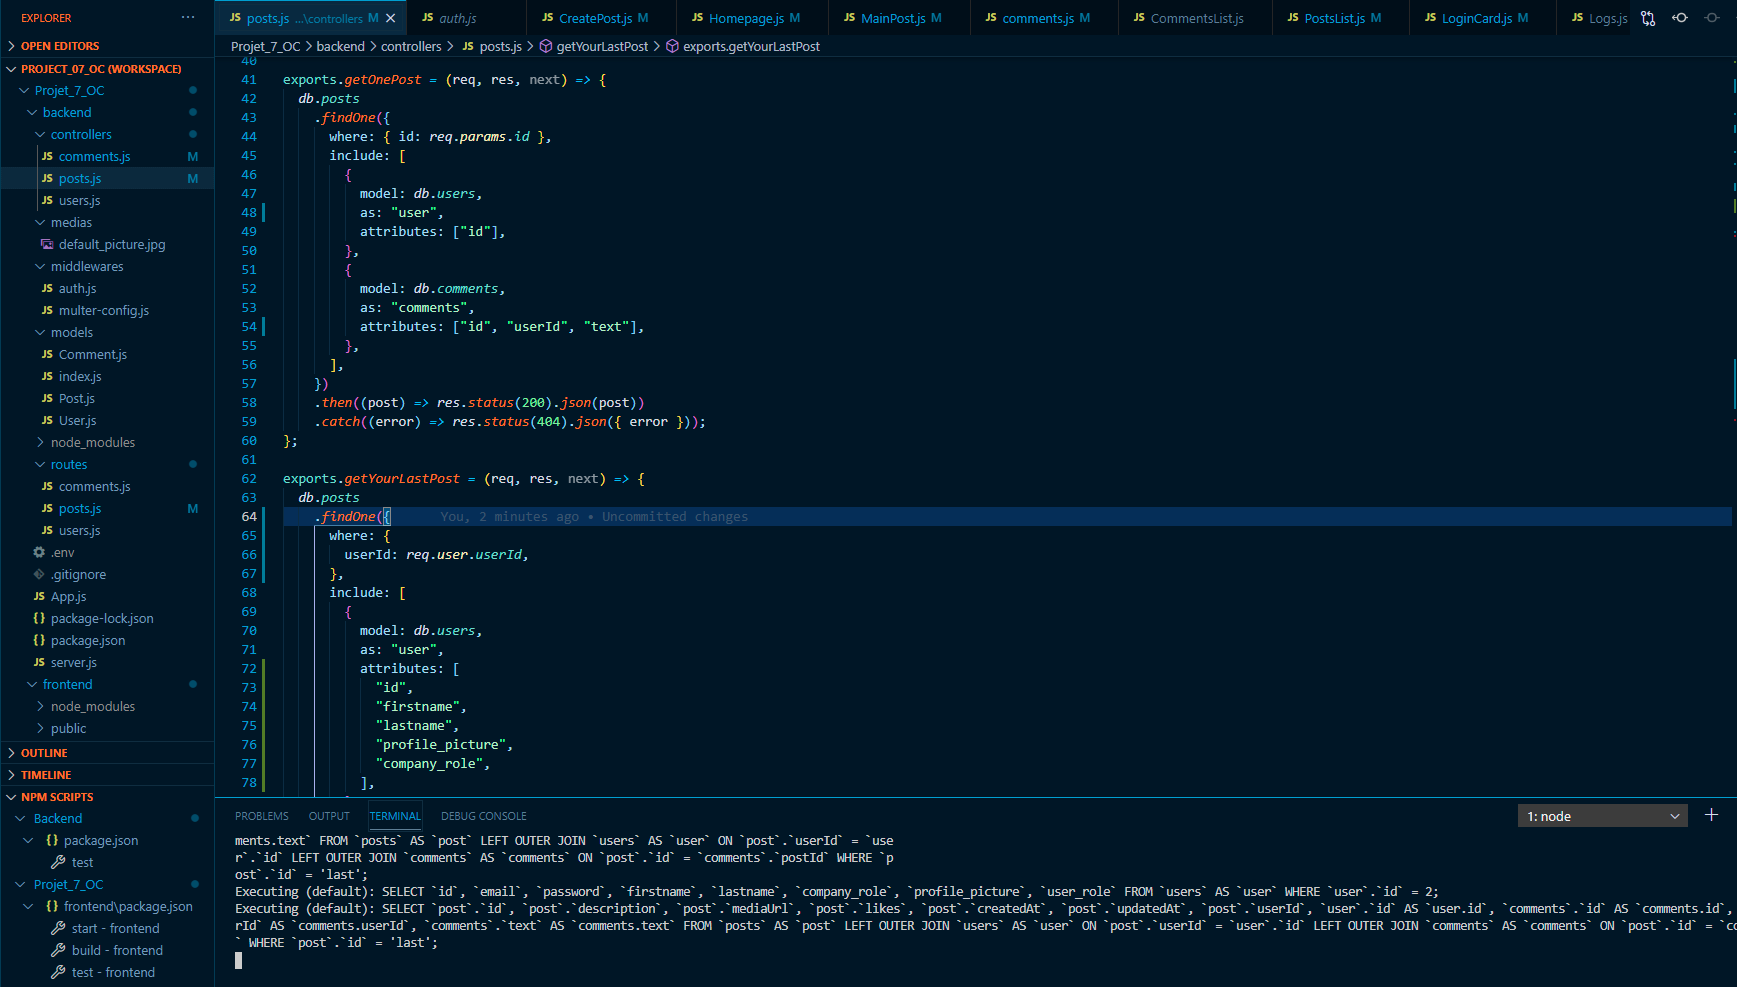 EXPLORER ...
OPEN EDITORS
PROJECT_07_OC (WORKSPACE)
Projet_7_OC
backend
controllers
JS comments.js M
JS posts.js M
JS users.js
medias
default_picture.jpg
middlewares
JS auth.js
JS multer-config.js
models
JS Comment.js
JS index.js
JS Post.js
JS User.js
node_modules
routes
JS comments.js
JS posts.js M
JS users.js
.env
.gitignore
JS App.js
{} package-lock.json
{} package.json
JS server.js
frontend
node_modules
public
OUTLINE
TIMELINE
NPM SCRIPTS
Backend
{} package.json
test
Projet_7_OC
{} frontend\package.json
start - frontend
build - frontend
test - frontend
JS posts.js ...\controllers M JS auth.js JS CreatePost.js M JS Homepage.js M JS MainPost.js M JS comments.js M JS CommentsList.js JS PostsList.js M JS LoginCard.js M JS Logs.js
Projet_7_OC > backend > controllers > JS posts.js > getYourLastPost > exports.getYourLastPost
40
41 exports.getOnePost = (req, res, next) => {
42 db.posts
43 .findOne({
44 where: { id: req.params.id },
45 include: [
46 {
47 model: db.users,
48 as: "user",
49 attributes: ["id"],
50 },
51 {
52 model: db.comments,
53 as: "comments",
54 attributes: ["id", "userId", "text"],
55 },
56 ],
57 })
58 .then((post) => res.status(200).json(post))
59 .catch((error) => res.status(404).json({ error }));
60 };
61
62 exports.getYourLastPost = (req, res, next) => {
63 db.posts
64 .findOne({ You, 2 minutes ago • Uncommitted changes
65 where: {
66 userId: req.user.userId,
67 },
68 include: [
69 {
70 model: db.users,
71 as: "user",
72 attributes: [
73 "id",
74 "firstname",
75 "lastname",
76 "profile_picture",
77 "company_role",
78 ],
PROBLEMS OUTPUT TERMINAL DEBUG CONSOLE 1: node
ments.text` FROM `posts` AS `post` LEFT OUTER JOIN `users` AS `user` ON `post`.`userId` = `use
r`.`id` LEFT OUTER JOIN `comments` AS `comments` ON `post`.`id` = `comments`.`postId` WHERE `p
ost`.`id` = 'last';
Executing (default): SELECT `id`, `email`, `password`, `firstname`, `lastname`, `company_role`, `profile_picture`, `user_role` FROM `users` AS `user` WHERE `user`.`id` = 2;
Executing (default): SELECT `post`.`id`, `post`.`description`, `post`.`mediaUrl`, `post`.`likes`, `post`.`createdAt`, `post`.`updatedAt`, `post`.`userId`, `user`.`id` AS `user.id`, `comments`.`id` AS `comments.id`,
rId` AS `comments.userId`, `comments`.`text` AS `comments.text` FROM `posts` AS `post` LEFT OUTER JOIN `users` AS `user` ON `post`.`userId` = `user`.`id` LEFT OUTER JOIN `comments` AS `comments` ON `post`.`id` = `co
` WHERE `post`.`id` = 'last';